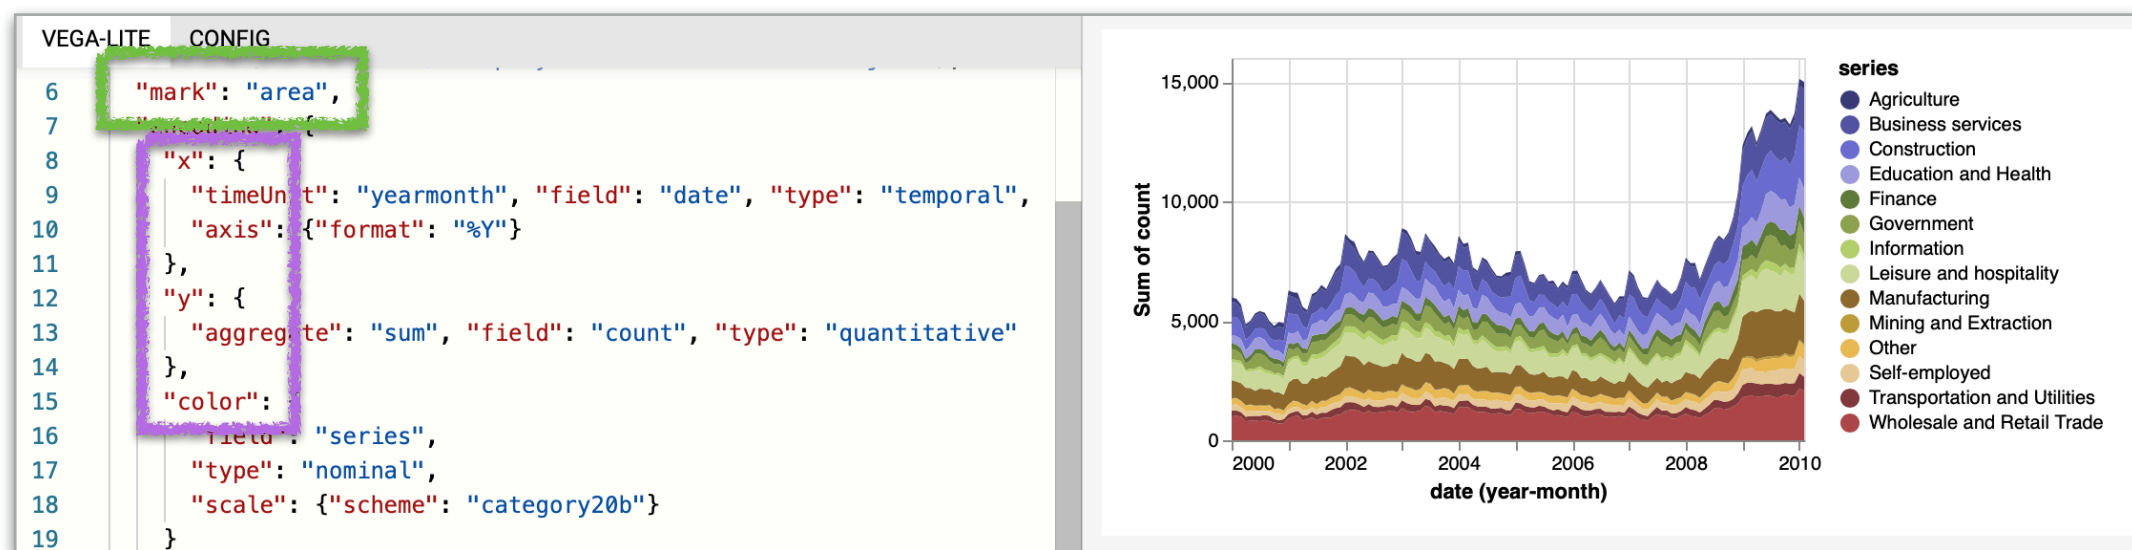 VEGA-LITE CONFIG
6 "mark": "area",
7 {
8 "x": {
9 "timeUnit": "yearmonth", "field": "date", "type": "temporal",
10 "axis": {"format": "%Y"}
11 },
12 "y": {
13 "aggregate": "sum", "field": "count", "type": "quantitative"
14 },
15 "color":
16 "field": "series",
17 "type": "nominal",
18 "scale": {"scheme": "category20b"}
19 }
15,000
10,000
5,000
0
Sum of count
2000 2002 2004 2006 2008 2010
date (year-month)
series
Agriculture
Business services
Construction
Education and Health
Finance
Government
Information
Leisure and hospitality
Manufacturing
Mining and Extraction
Other
Self-employed
Transportation and Utilities
Wholesale and Retail Trade